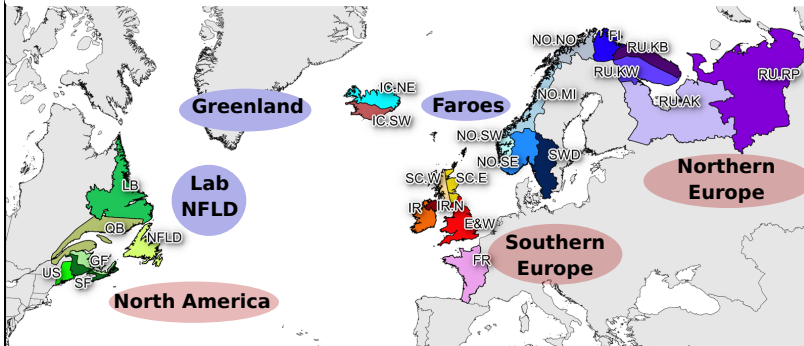 NO.NO
FI
RU.KB
RU.KW
RU.RP
IC.NE
Greenland
Faroes
NO.MI
RU.AK
IC.SW
NO.SW
NO.SE
SWD
Northern
Europe
SC.W
SC.E
LB
Lab
NFLD
IR
IR.N
E&W
QB
NFLD
Southern
Europe
FR
US
GF
SF
North America